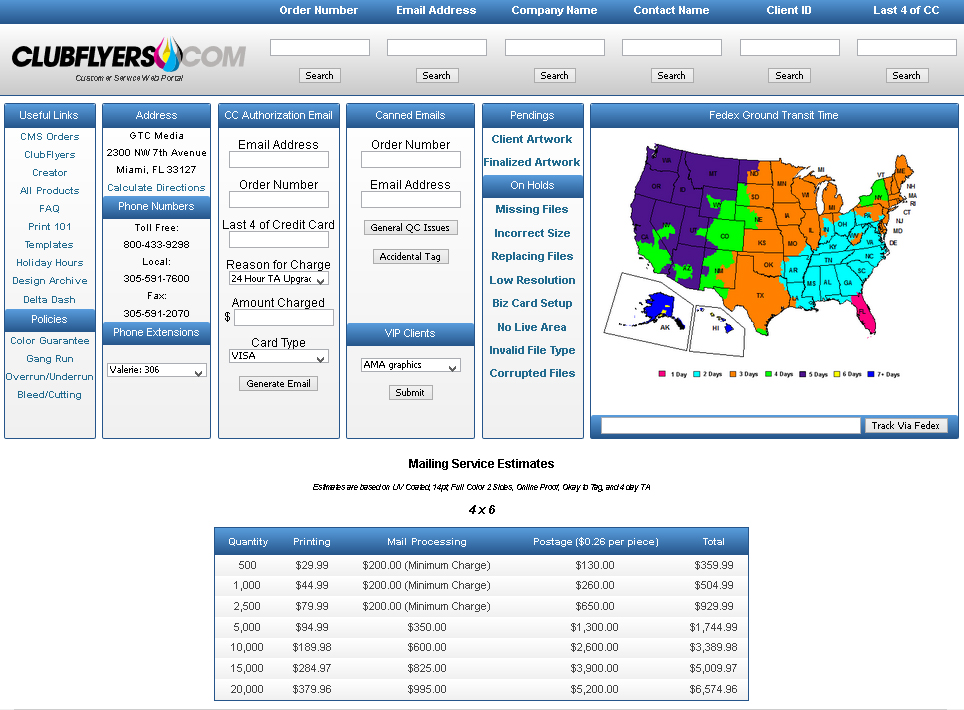 Order Number Email Address Company Name Contact Name Client ID Last 4 of CC
CLUBFLYERS COM
Customer Service Web Portal
Search Search Search Search Search Search
Useful Links
CMS Orders
ClubFlyers
Creator
All Products
FAQ
Print 101
Templates
Holiday Hours
Design Archive
Delta Dash
Policies
Color Guarantee
Gang Run
Overrun/Underrun
Bleed/Cutting
Address
GTC Media
2300 NW 7th Avenue
Miami, FL 33127
Calculate Directions
Phone Numbers
Toll Free:
800-433-9298
Local:
305-591-7600
Fax:
305-591-2070
Phone Extensions
Valerie: 306
CC Authorization Email
Email Address
Order Number
Last 4 of Credit Card
Reason for Charge
24 Hour TA Upgrac
Amount Charged
$
Card Type
VISA
Generate Email
Canned Emails
Order Number
Email Address
General QC Issues
Accidental Tag
VIP Clients
AMA graphics
Submit
Pendings
Client Artwork
Finalized Artwork
On Holds
Missing Files
Incorrect Size
Replacing Files
Low Resolution
Biz Card Setup
No Live Area
Invalid File Type
Corrupted Files
Fedex Ground Transit Time
WA
MT
ND
MN
MI
ME
VT
NH
MA
RI
CT
NJ
MD
DE
OR
ID
SD
WI
NY
PA
NE
IA
IL
IN
OH
WV
VA
UT
CO
KS
MO
KY
NC
TN
NM
OK
AR
SC
MS
AL
GA
TX
LA
AK
HI
1 Day 2 Days 3 Days 4 Days 5 Days 6 Days 7+ Days
Track Via Fedex
Mailing Service Estimates
Estimates are based on UV Coated, 14pt, Full Color 2 Sides, Online Proof, Okay to Tag, and 4 day TA
4 x 6
Quantity Printing Mail Processing Postage ($0.26 per piece) Total
500 $29.99 $200.00 (Minimum Charge) $130.00 $359.99
1,000 $44.99 $200.00 (Minimum Charge) $260.00 $504.99
2,500 $79.99 $200.00 (Minimum Charge) $650.00 $929.99
5,000 $94.99 $350.00 $1,300.00 $1,744.99
10,000 $189.98 $600.00 $2,600.00 $3,389.98
15,000 $284.97 $825.00 $3,900.00 $5,009.97
20,000 $379.96 $995.00 $5,200.00 $6,574.96